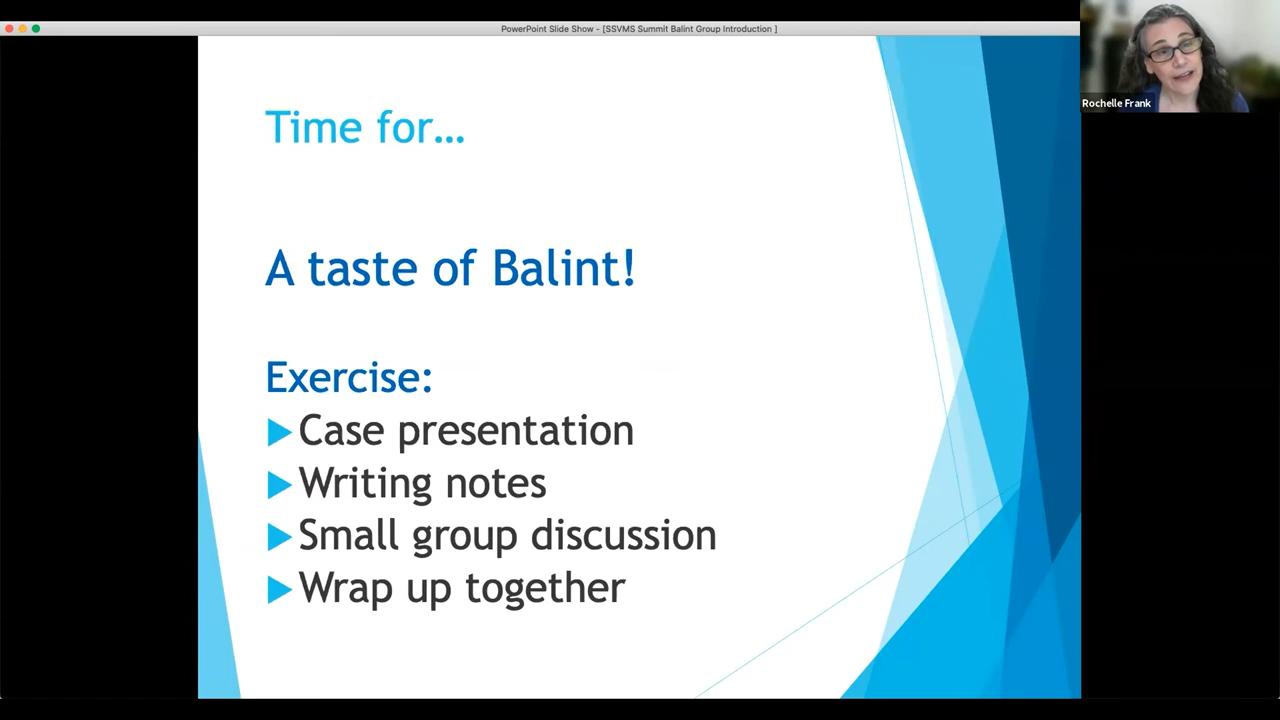 PowerPoint Slide Show - [SSVMS Summit Balint Group Introduction ]
Rochelle Frank
Time for...
A taste of Balint!
Exercise:
Case presentation
Writing notes
Small group discussion
Wrap up together